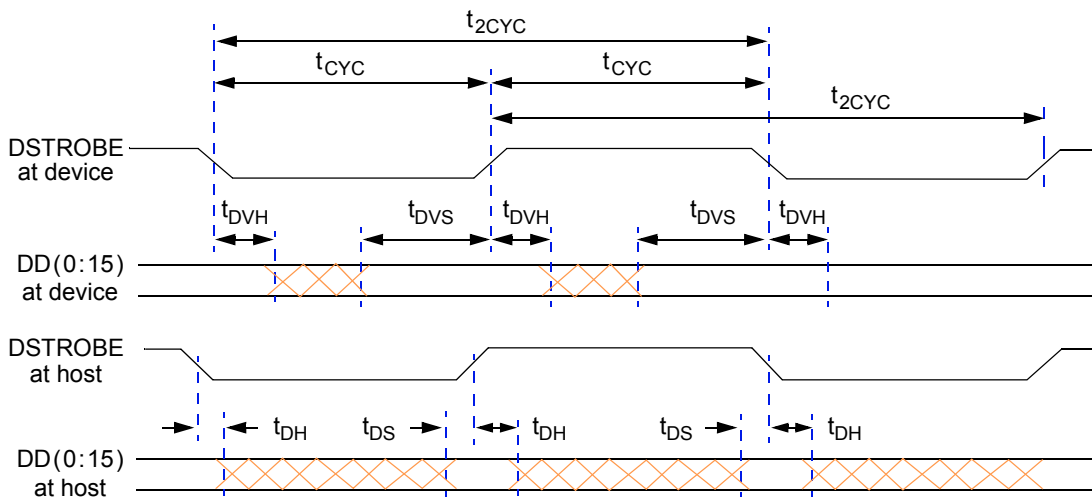 t2CYC
tCYC tCYC
t2CYC
DSTROBE
at device
tDVH tDVS tDVH tDVS tDVH
DD(0:15)
at device
DSTROBE
at host
tDH tDS tDH tDS tDH
DD(0:15)
at host